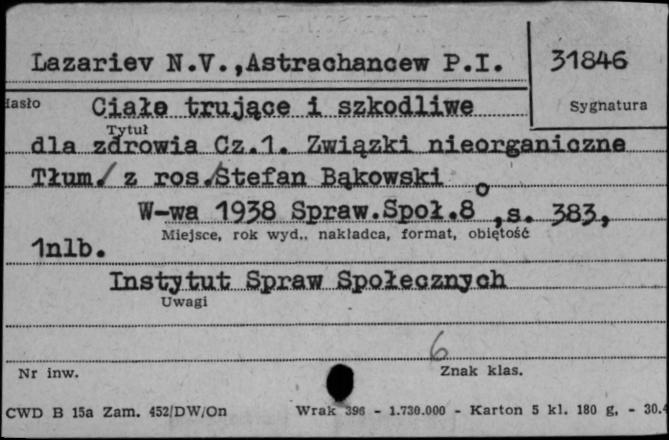 Lazariev N.V.,Astrachancew P.I.
31846
Hasło Ciała trujące i szkodliwe
Sygnatura
Tytuł
dla zdrowia Cz.1. Związki nieorganiczne
Tłum./ z ros./Stefan Bąkowski
W-wa 1938 Spraw.Społ.8o,s. 383,
Miejsce, rok wyd., nakładca, format, objętość
1nlb.
Instytut Spraw Społecznych
Uwagi
6
Nr inw. Znak klas.
CWD B 15a Zam. 452/DW/On Wrak 396 - 1.730.000 - Karton 5 kl. 180 g. - 30.4